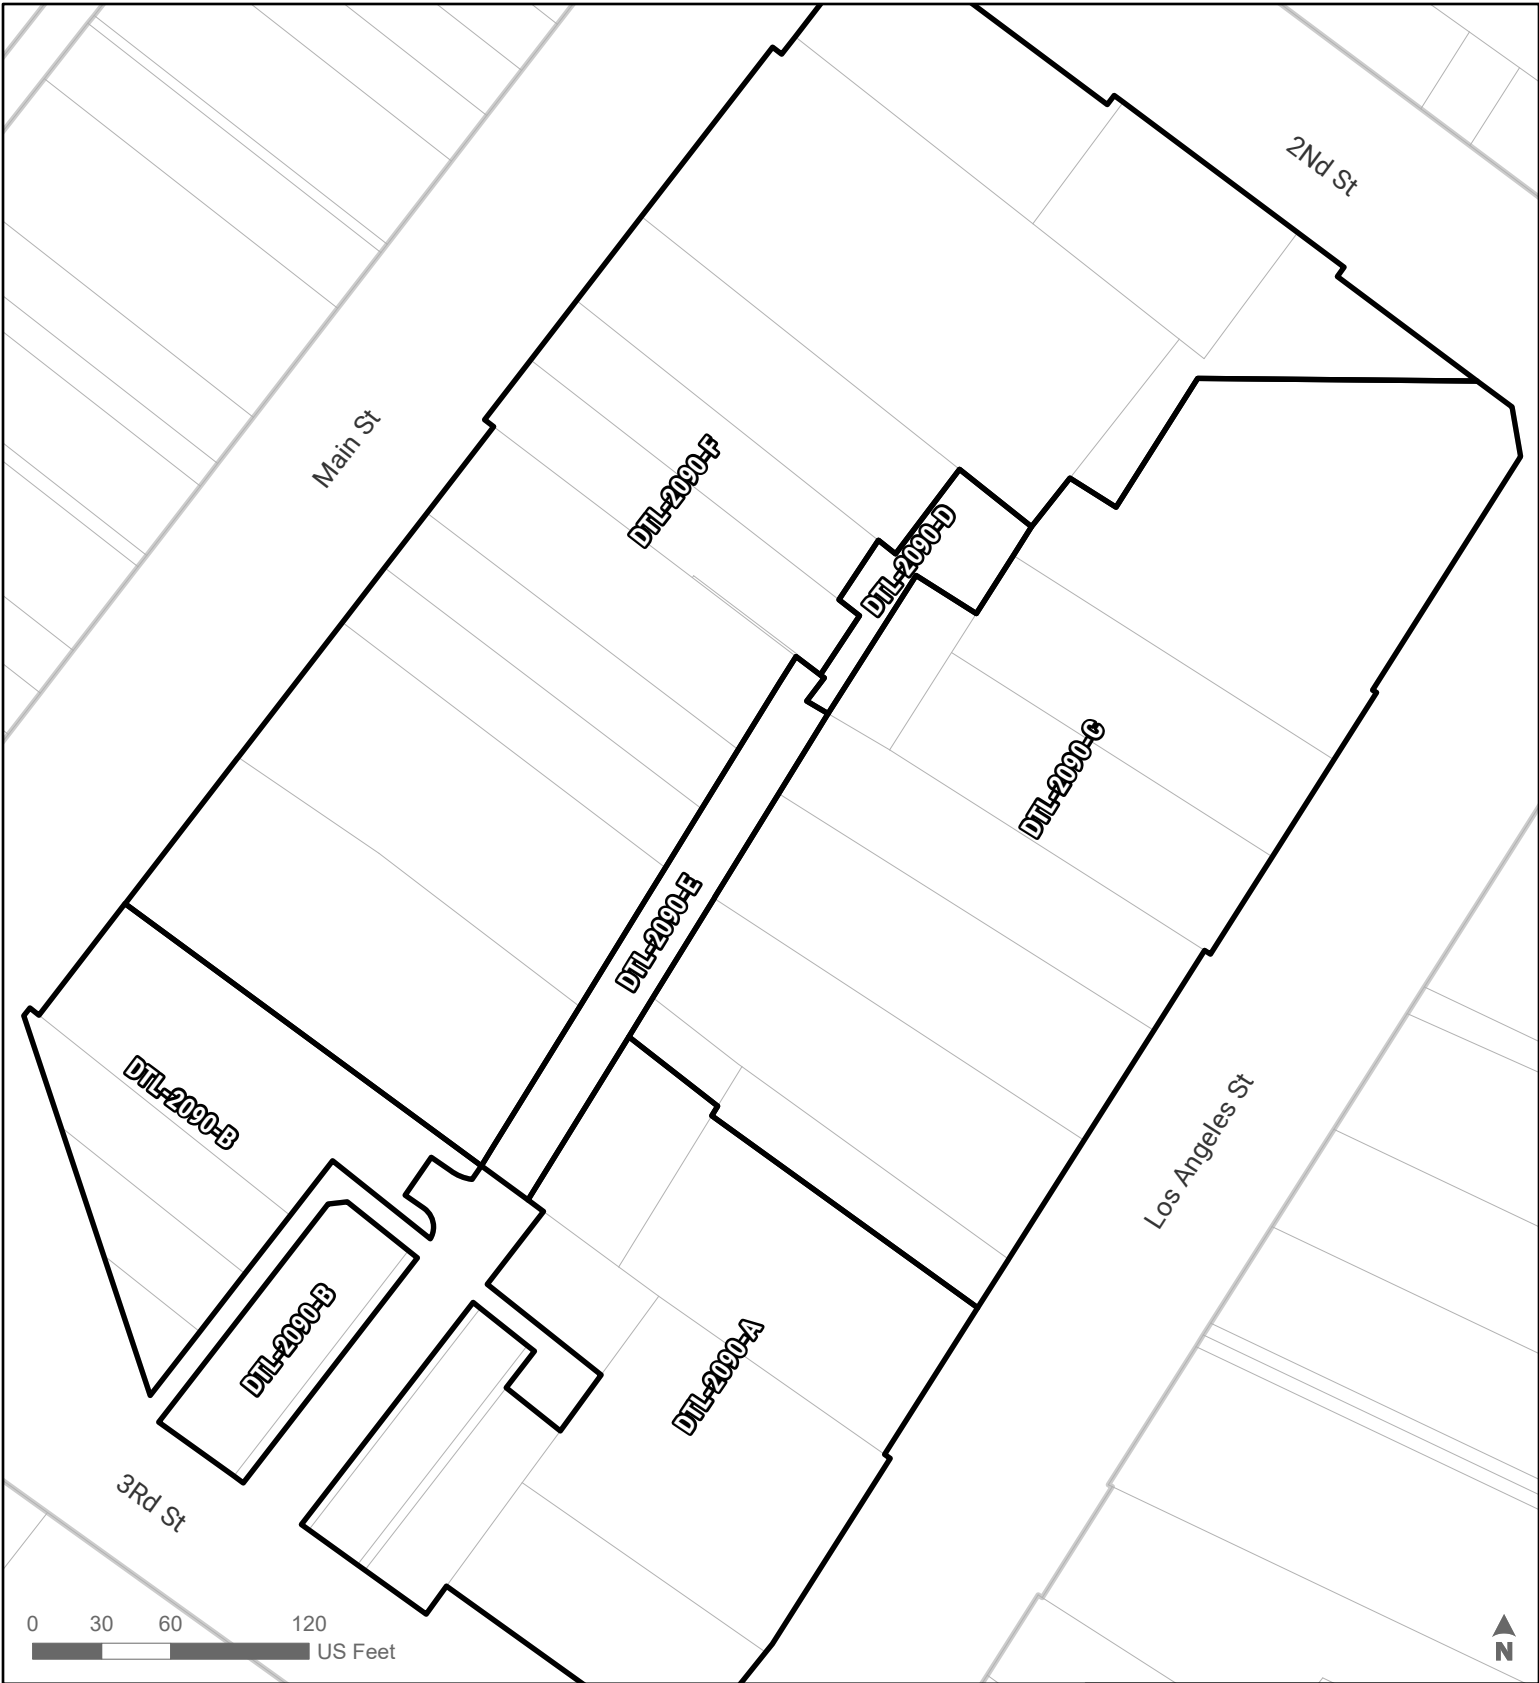 2Nd St
Main St
DTL-2090-F
DTL-2090-D
DTL-2090-C
DTL-2090-E
DTL-2090-B
Los Angeles St
DTL-2090-B
DTL-2090-A
3Rd St
0 30 60 120
US Feet
N